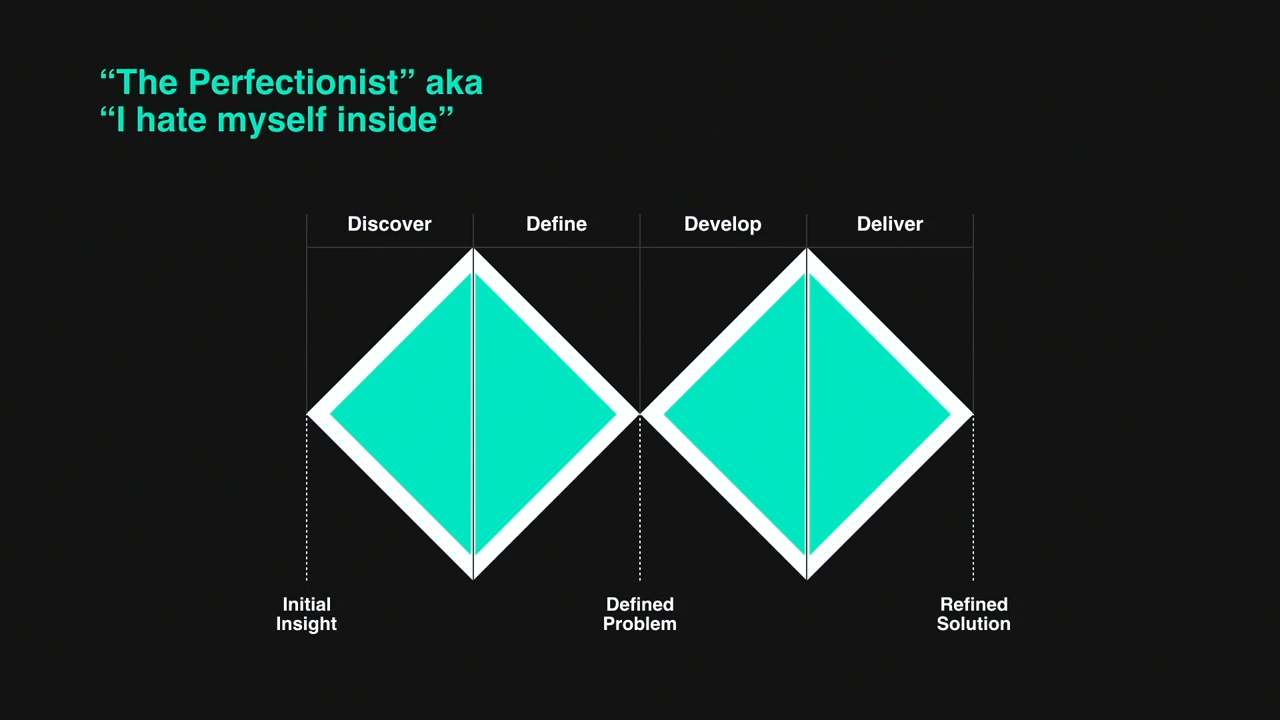 “The Perfectionist” aka
“I hate myself inside”
Discover
Define
Develop
Deliver
Initial
Insight
Defined
Problem
Refined
Solution